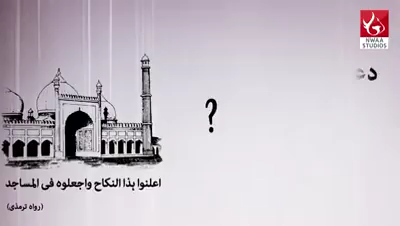 NWAA
STUDIOS
?
اعلنوا ہذا النکاح واجعلوہ فی المساجد
(رواہ ترمذی)